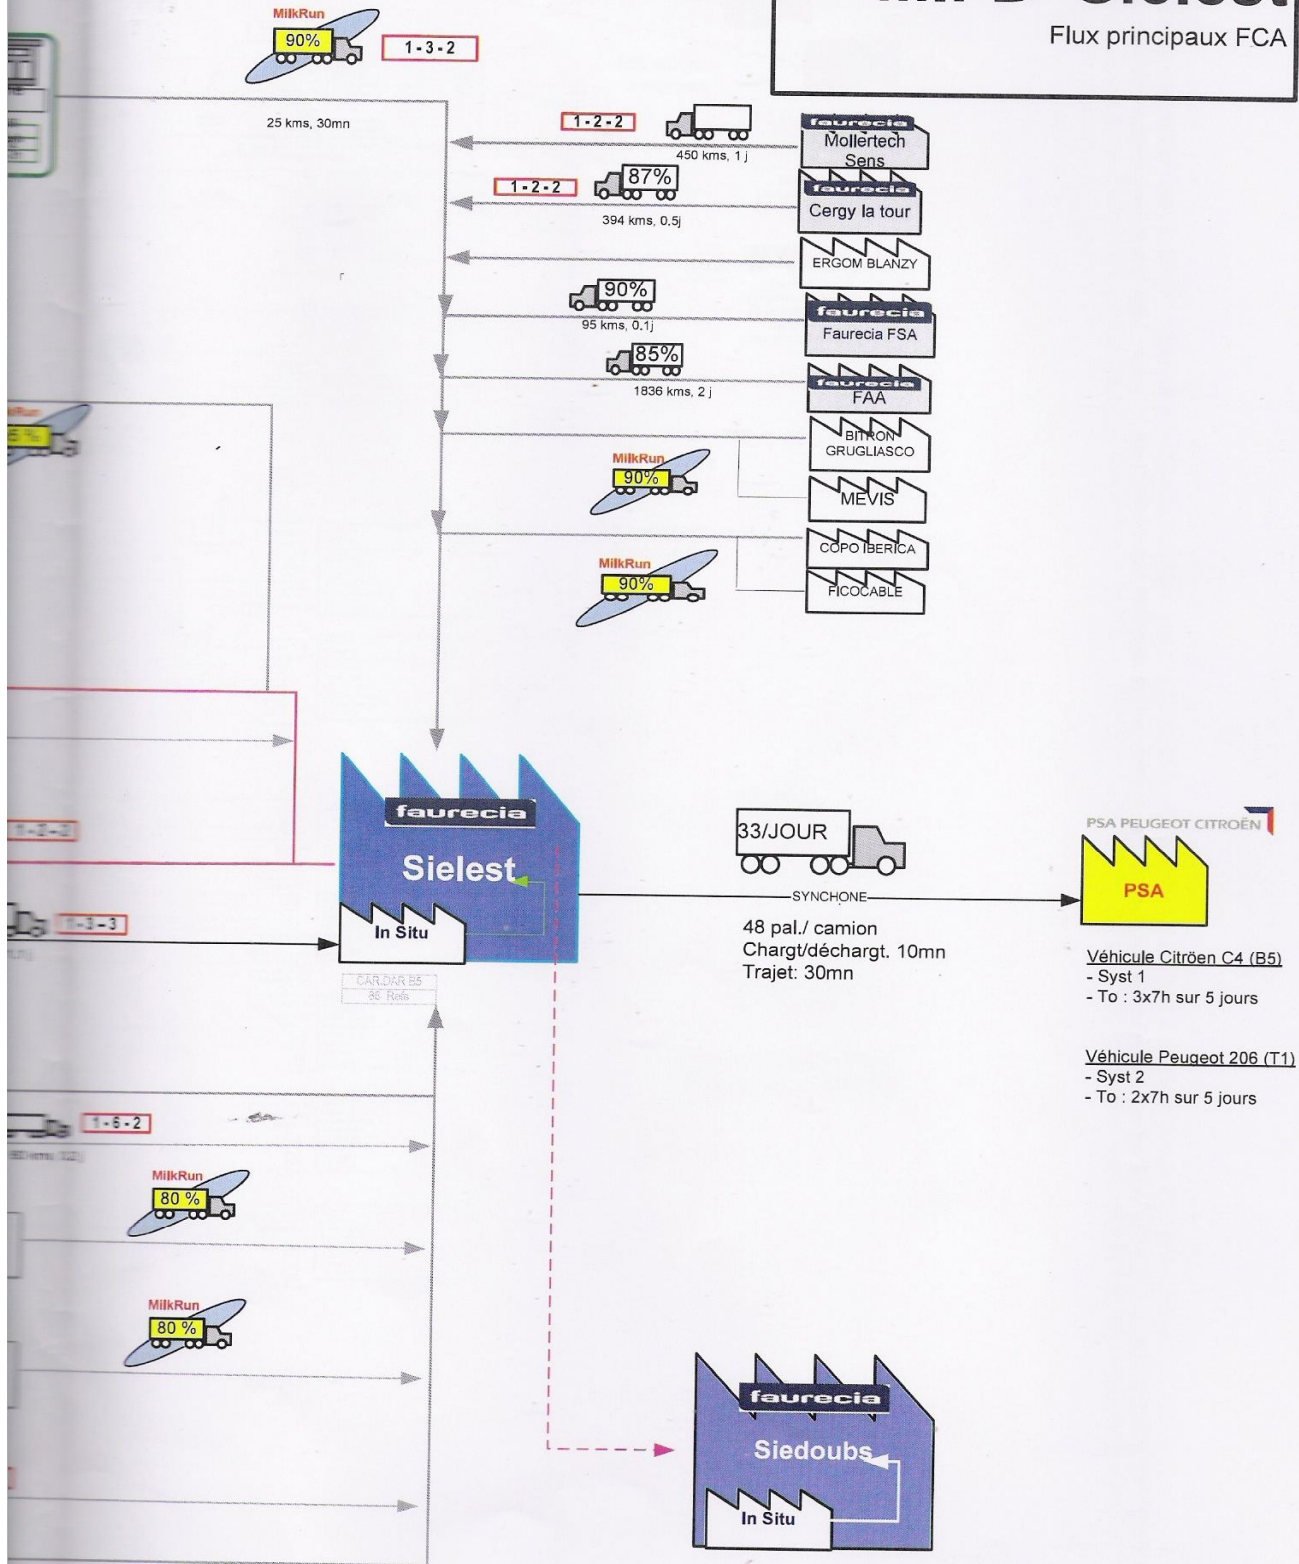 Sielest
Flux principaux FCA
MilkRun
90%
1 - 3 - 2
25 kms, 30mn
1 - 2 - 2
450 kms, 1 j
faurecia
Mollertech
Sens
1 - 2 - 2
87%
394 kms, 0.5j
faurecia
Cergy la tour
ERGOM BLANZY
90%
95 kms, 0.1j
faurecia
Faurecia FSA
85%
1836 kms, 2 j
faurecia
FAA
BITRON
GRUGLIASCO
MilkRun
90%
MEVIS
COPO IBERICA
MilkRun
90%
FICOCABLE
faurecia
Sielest
In Situ
CAR.DAR B5
1 - 2 - 2
1 - 3 - 3
33/JOUR
SYNCHONE
48 pal./ camion
Chargt/déchargt. 10mn
Trajet: 30mn
PSA PEUGEOT CITROËN
PSA
Véhicule Citröen C4 (B5)
- Syst 1
- To : 3x7h sur 5 jours
Véhicule Peugeot 206 (T1)
- Syst 2
- To : 2x7h sur 5 jours
1 - 6 - 2
MilkRun
80 %
MilkRun
80 %
faurecia
Siedoubs
In Situ